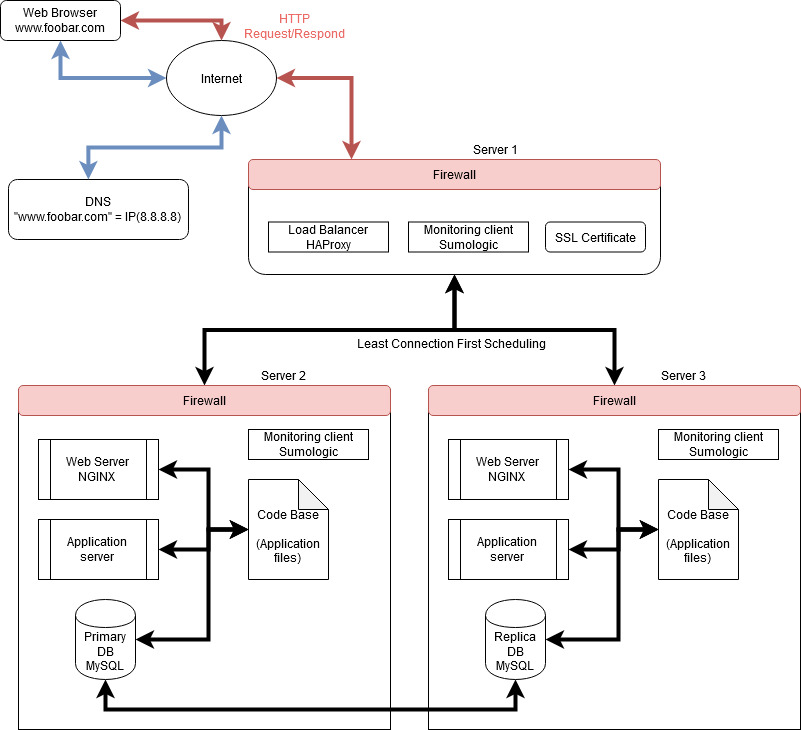 Web Browser
www.foobar.com
HTTP
Request/Respond
Internet
DNS
"www.foobar.com" = IP(8.8.8.8)
Server 1
Firewall
Load Balancer
HAProxy
Monitoring client
Sumologic
SSL Certificate
Least Connection First Scheduling
Server 2
Firewall
Web Server
NGINX
Monitoring client
Sumologic
Application
server
Code Base
(Application
files)
Primary
DB
MySQL
Server 3
Firewall
Web Server
NGINX
Monitoring client
Sumologic
Application
server
Code Base
(Application
files)
Replica
DB
MySQL